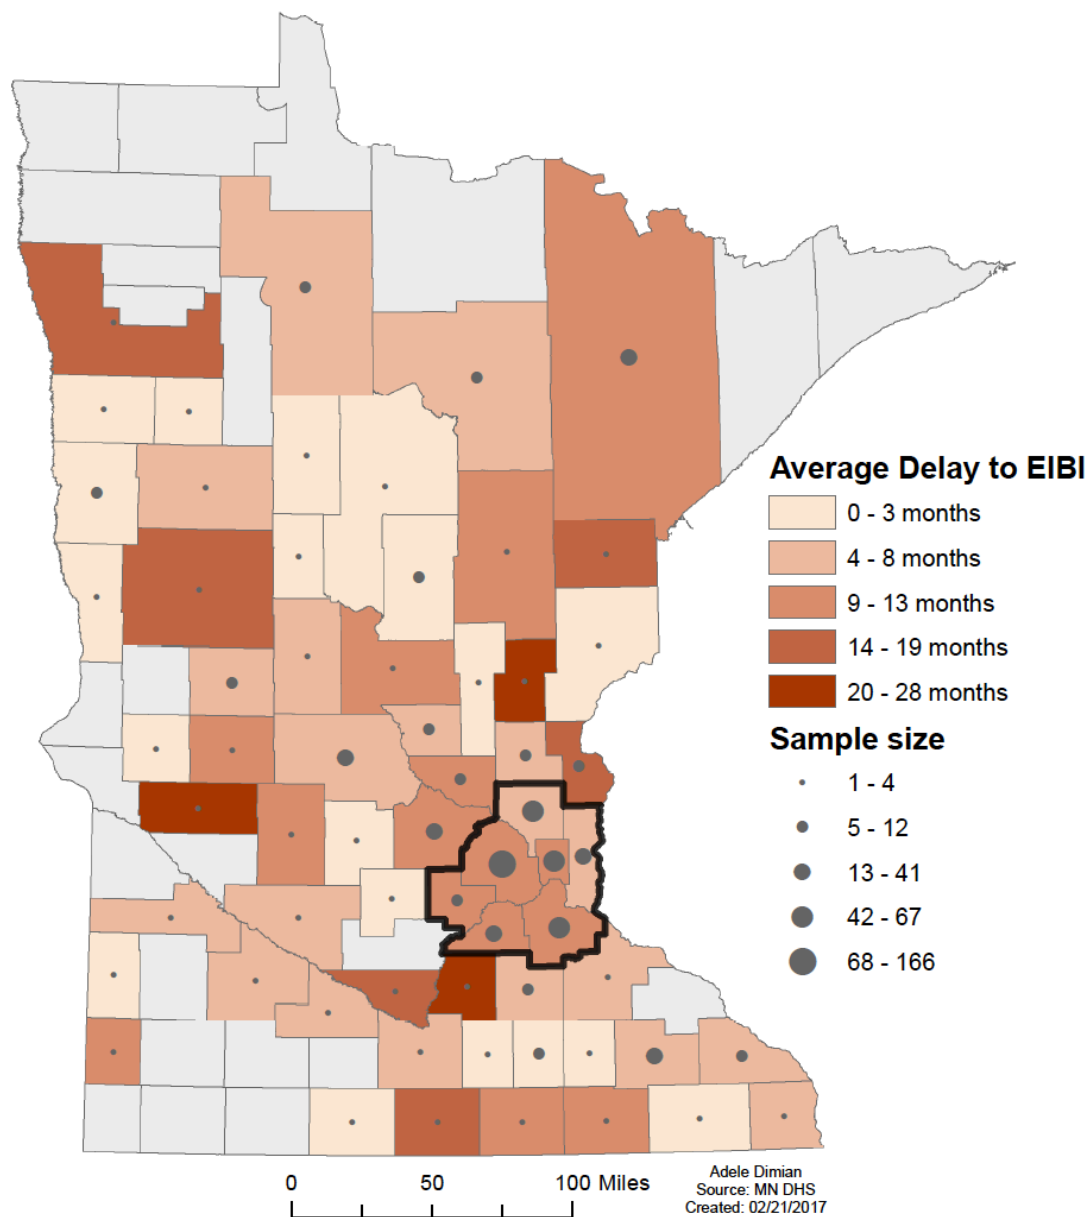 Average Delay to EIBI
0 - 3 months
4 - 8 months
9 - 13 months
14 - 19 months
20 - 28 months
Sample size
1 - 4
5 - 12
13 - 41
42 - 67
68 - 166
0 50 100 Miles
Adele Dimian
Source: MN DHS
Created: 02/21/2017